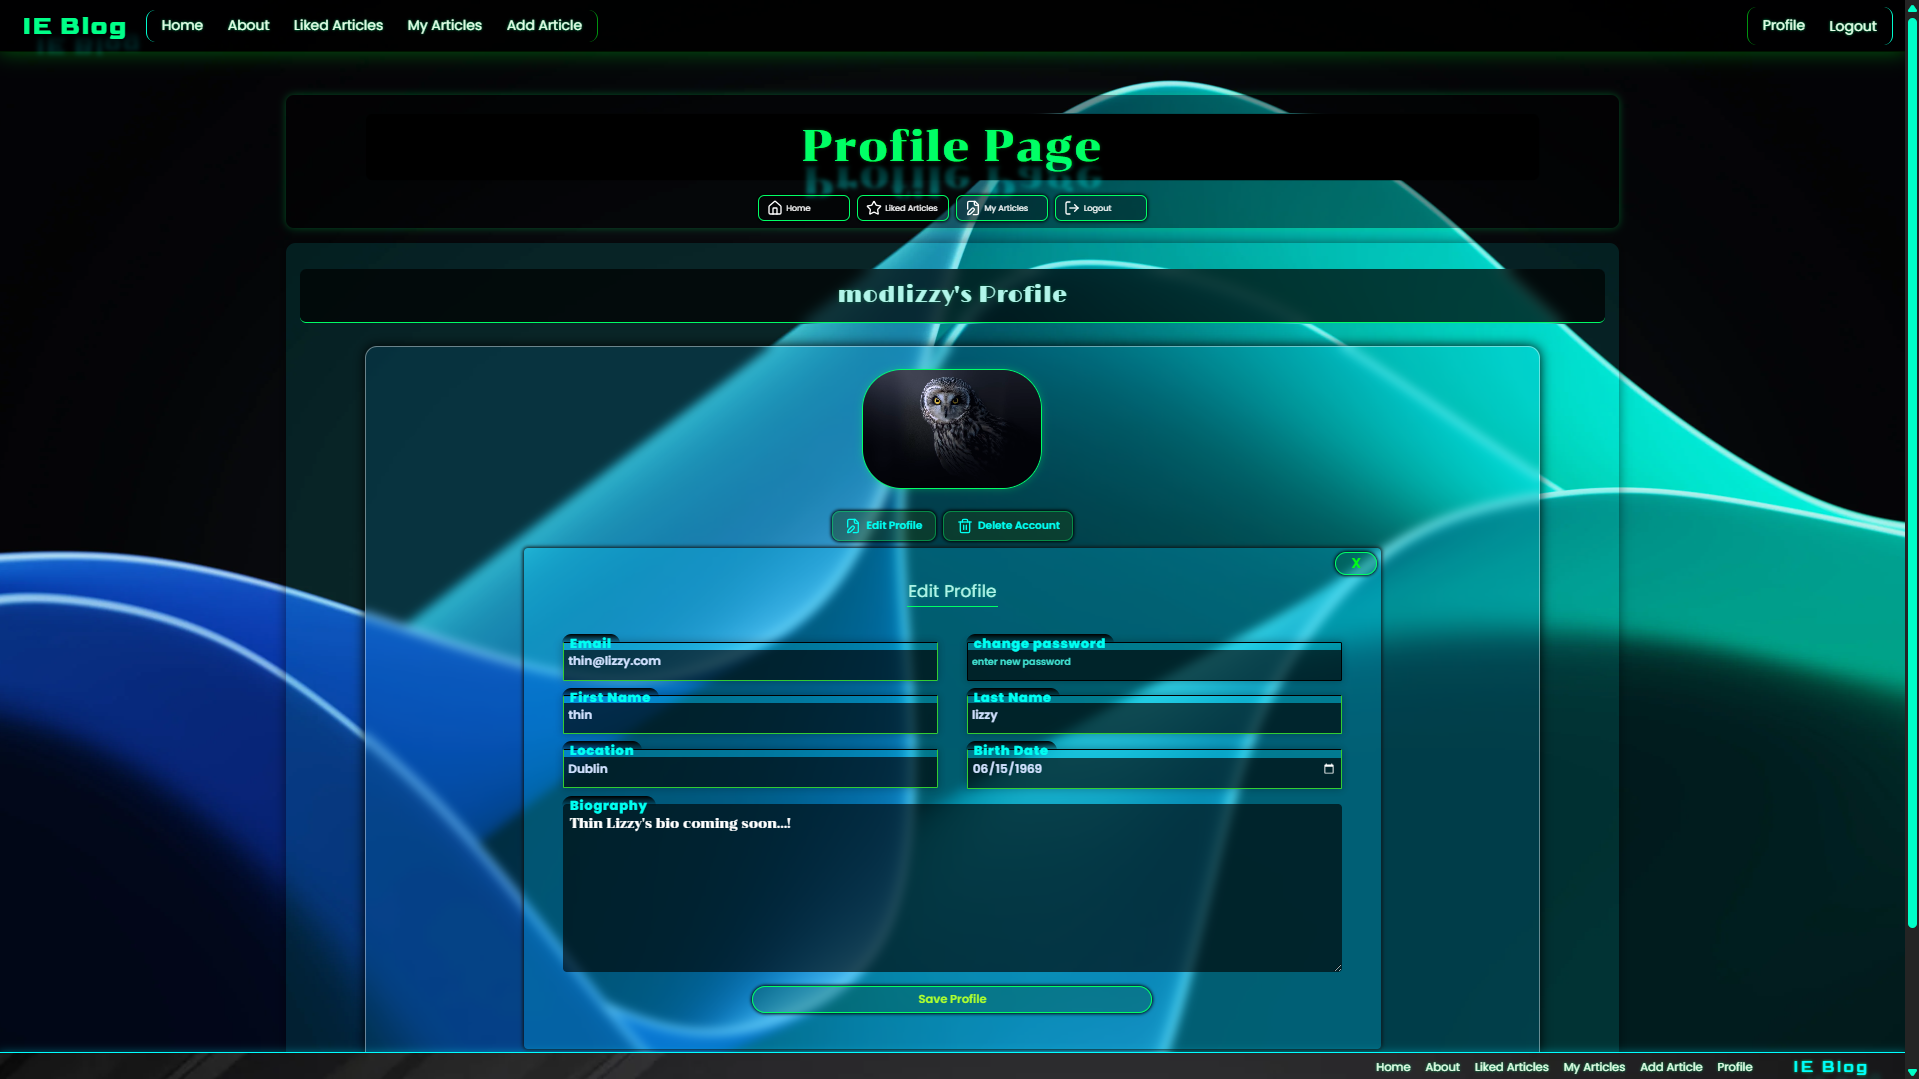 IE Blog Home About Liked Articles My Articles Add Article Profile Logout
Profile Page
Home Liked Articles My Articles Logout
modlizzy's Profile
Edit Profile Delete Account
X
Edit Profile
Email change password
thin@lizzy.com enter new password
First Name Last Name
thin lizzy
Location Birth Date
Dublin 06/15/1969
Biography
Thin Lizzy's bio coming soon...!
Save Profile
Home About Liked Articles My Articles Add Article Profile IE Blog